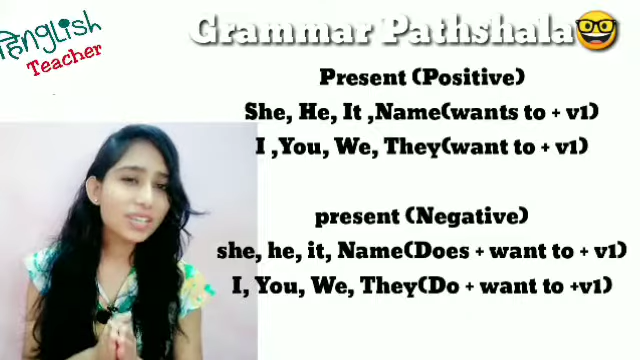 हिnglish
Teacher
Grammar Pathshala
Present (Positive)
She, He, It ,Name(wants to + v1)
I ,You, We, They(want to + v1)
present (Negative)
she, he, it, Name(Does + want to + v1)
I, You, We, They(Do + want to +v1)